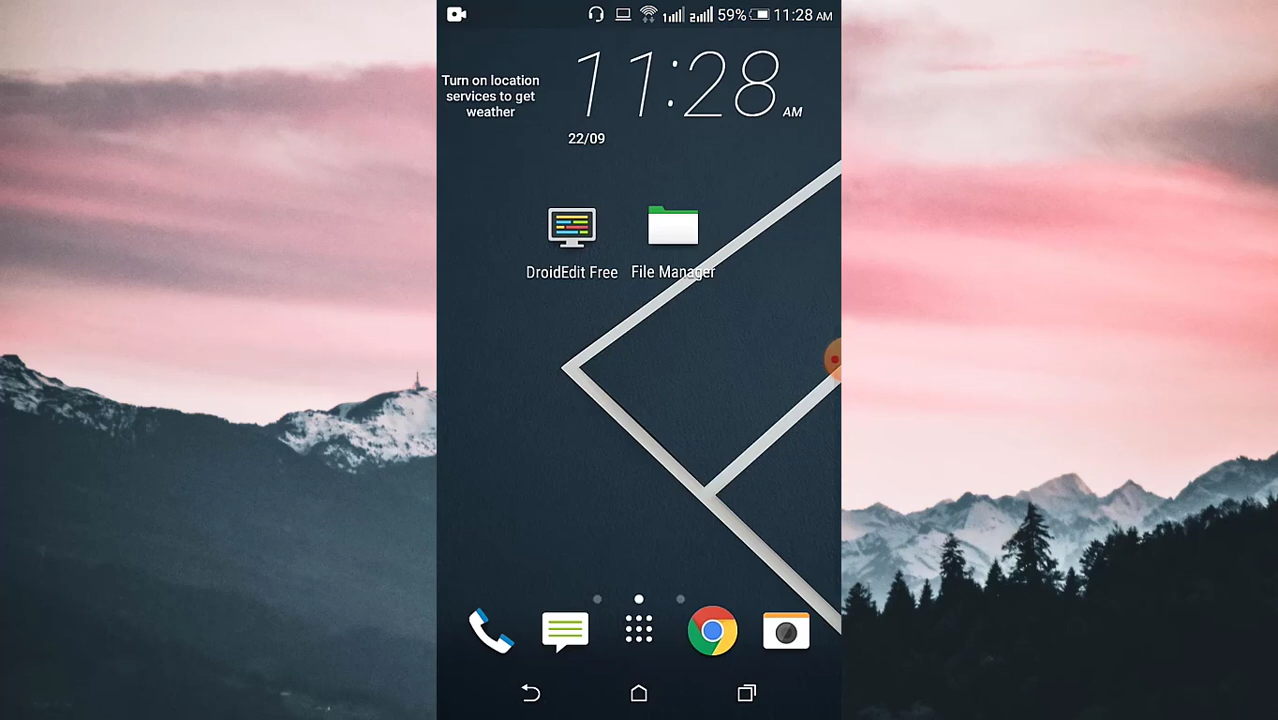 59% 11:28 AM
Turn on location
services to get
weather
11:28 AM
22/09
DroidEdit Free
File Manager